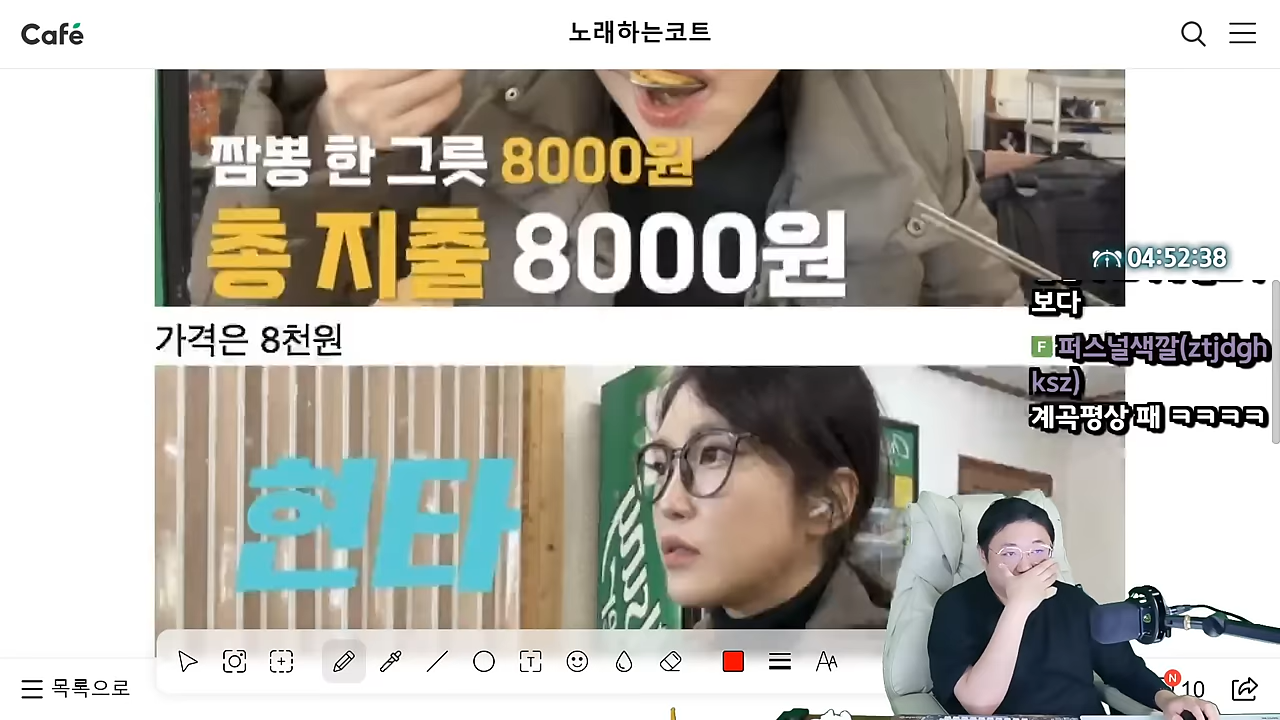 Café
노래하는코트
짬뽕 한 그릇 8000원
총 지출 8000원
04:52:38
보다
F 퍼스널색깔(ztjdgh
ksz)
계곡평상 패 ㅋㅋㅋㅋ
가격은 8천원
현타
T
AA
목록으로
N
10